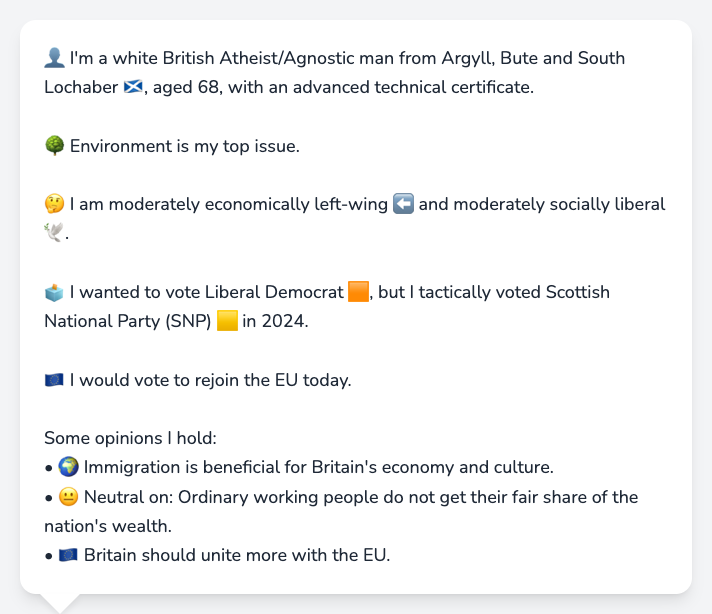 👤 I'm a white British Atheist/Agnostic man from Argyll, Bute and South
Lochaber 🏴󠁧󠁢󠁳󠁣󠁴󠁿, aged 68, with an advanced technical certificate.
🌳 Environment is my top issue.
🤔 I am moderately economically left-wing ⬅️ and moderately socially liberal
🕊️.
🗳️ I wanted to vote Liberal Democrat 🟧, but I tactically voted Scottish
National Party (SNP) 🟨 in 2024.
🇪🇺 I would vote to rejoin the EU today.
Some opinions I hold:
• 🌍 Immigration is beneficial for Britain's economy and culture.
• 😐 Neutral on: Ordinary working people do not get their fair share of the
nation's wealth.
• 🇪🇺 Britain should unite more with the EU.